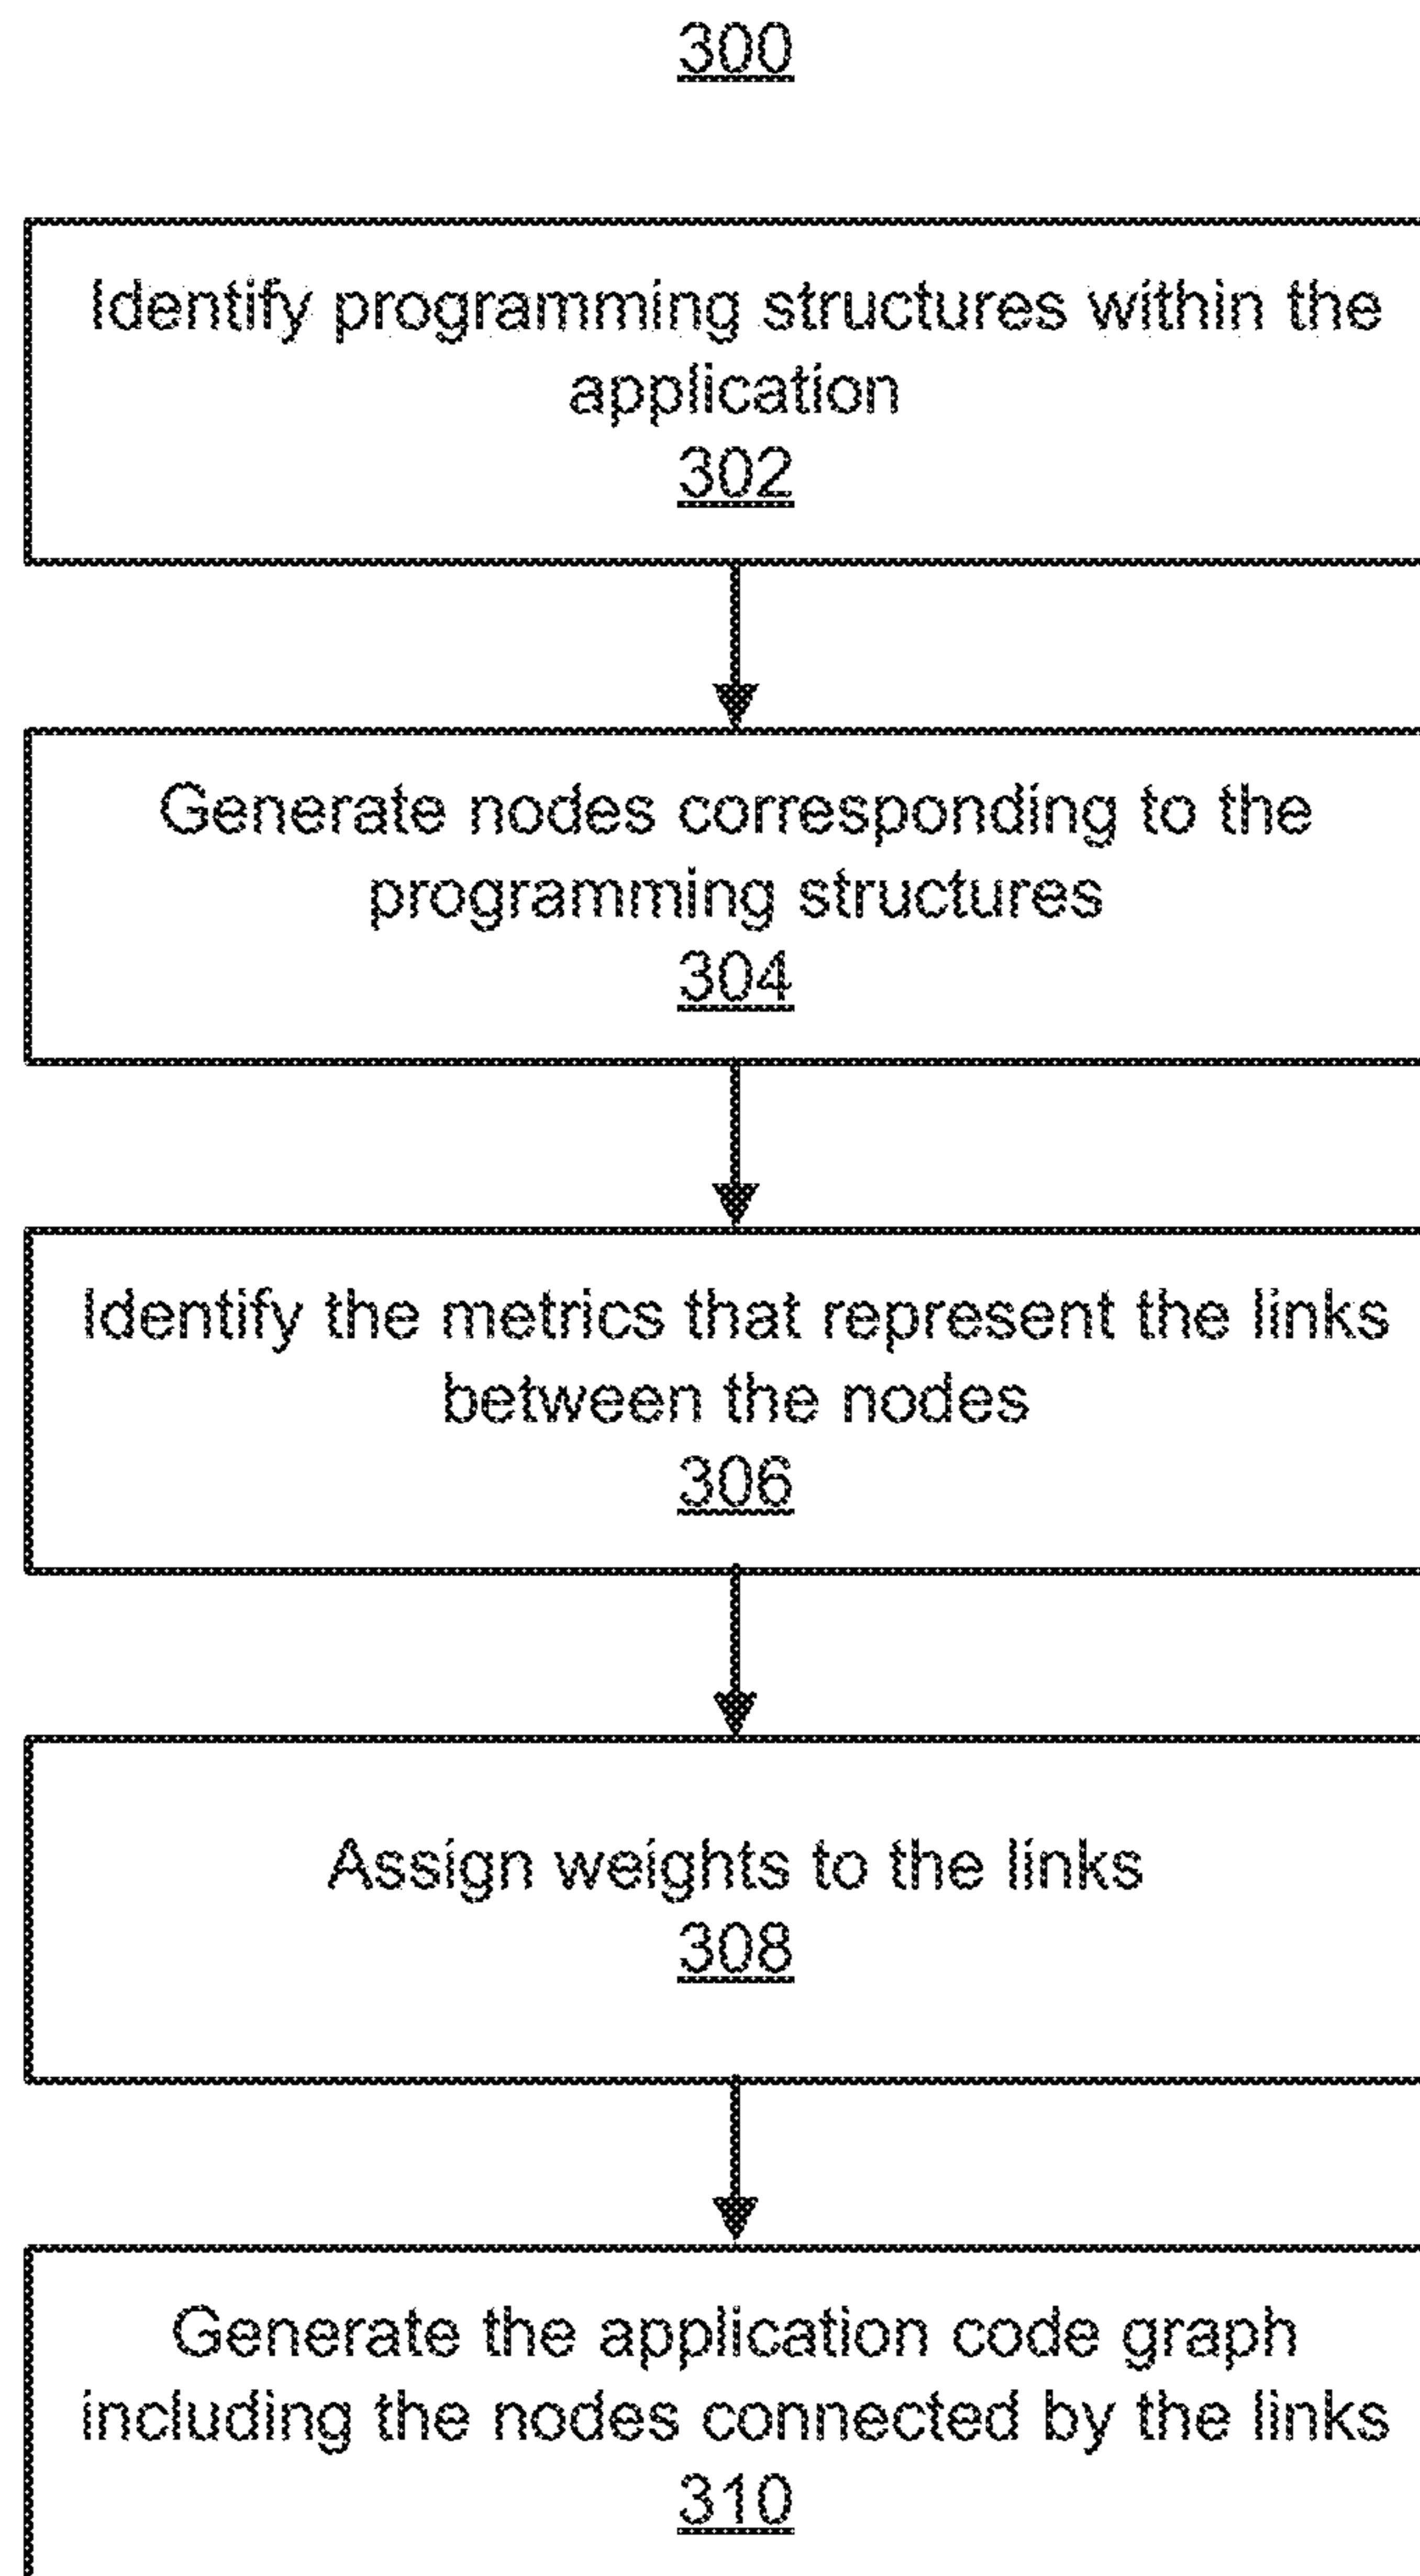 300
Identify programming structures within the
application
302
Generate nodes corresponding to the
programming structures
304
Identify the metrics that represent the links
between the nodes
306
Assign weights to the links
308
Generate the application code graph
including the nodes connected by the links
310